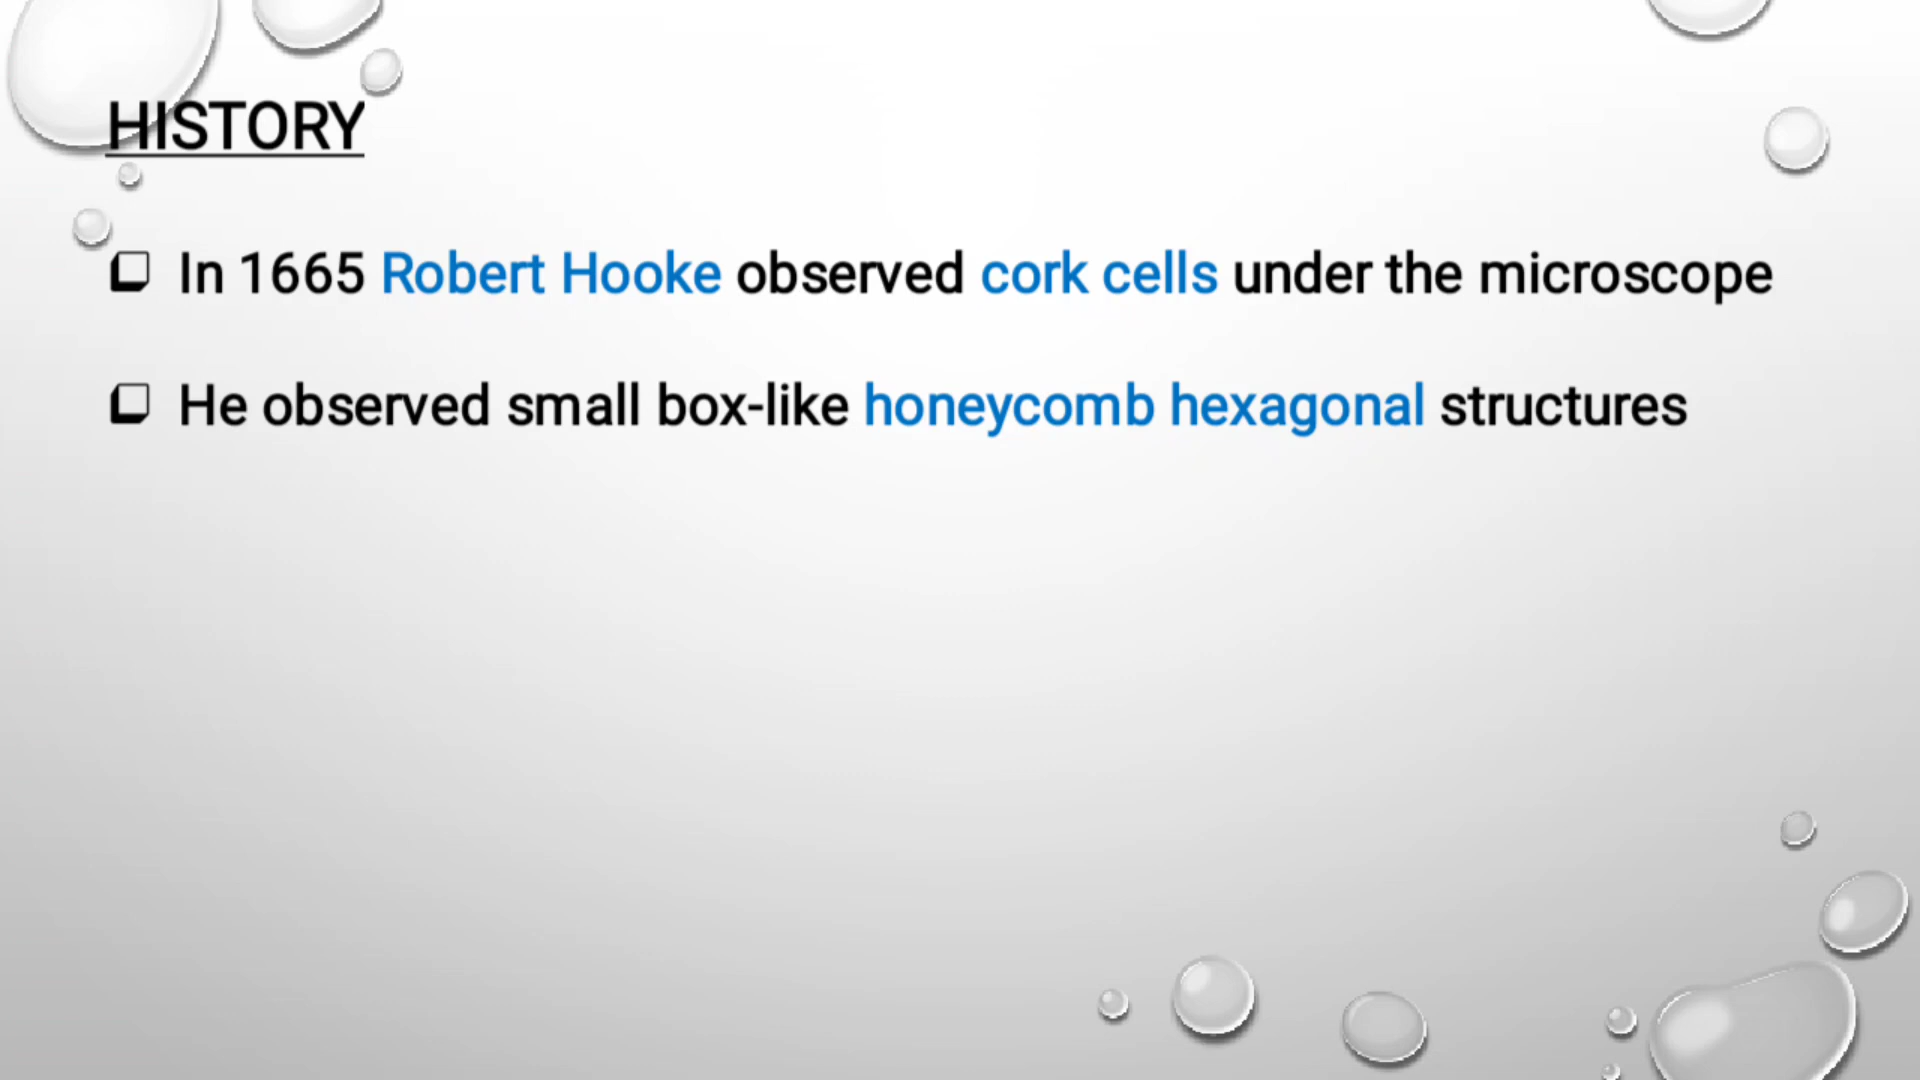 HISTORY
❑ In 1665 Robert Hooke observed cork cells under the microscope
❑ He observed small box-like honeycomb hexagonal structures